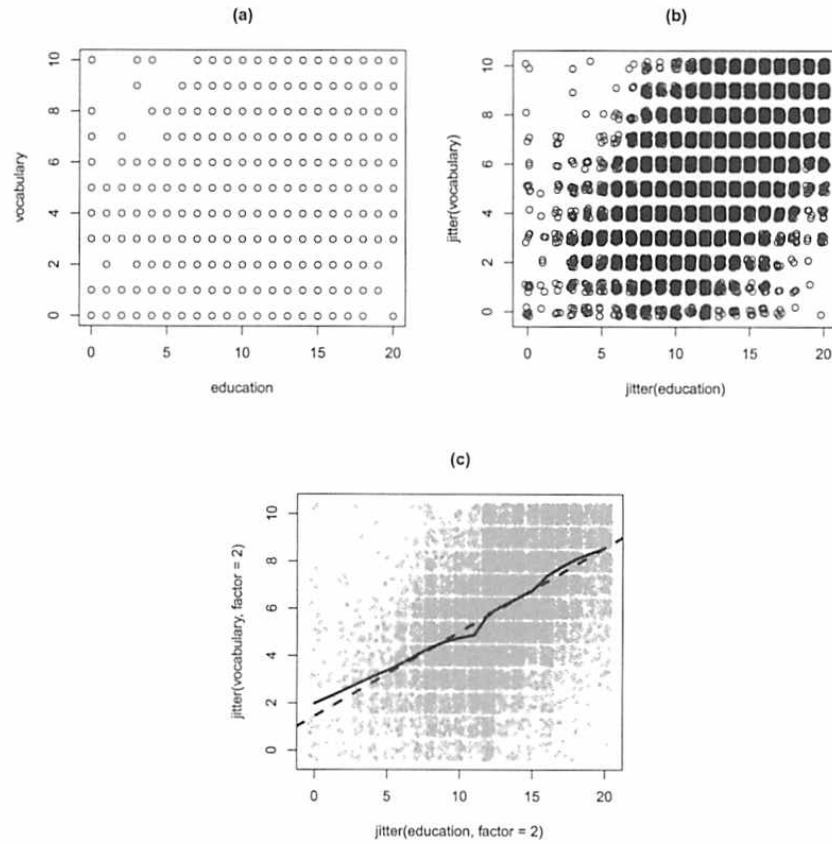 (a)
vocabulary
10
8
6
4
2
0
0 5 10 15 20
education
(b)
jitter(vocabulary)
10
8
6
4
2
0
0 5 10 15 20
jitter(education)
(c)
jitter(vocabulary, factor = 2)
10
8
6
4
2
0
0 5 10 15 20
jitter(education, factor = 2)